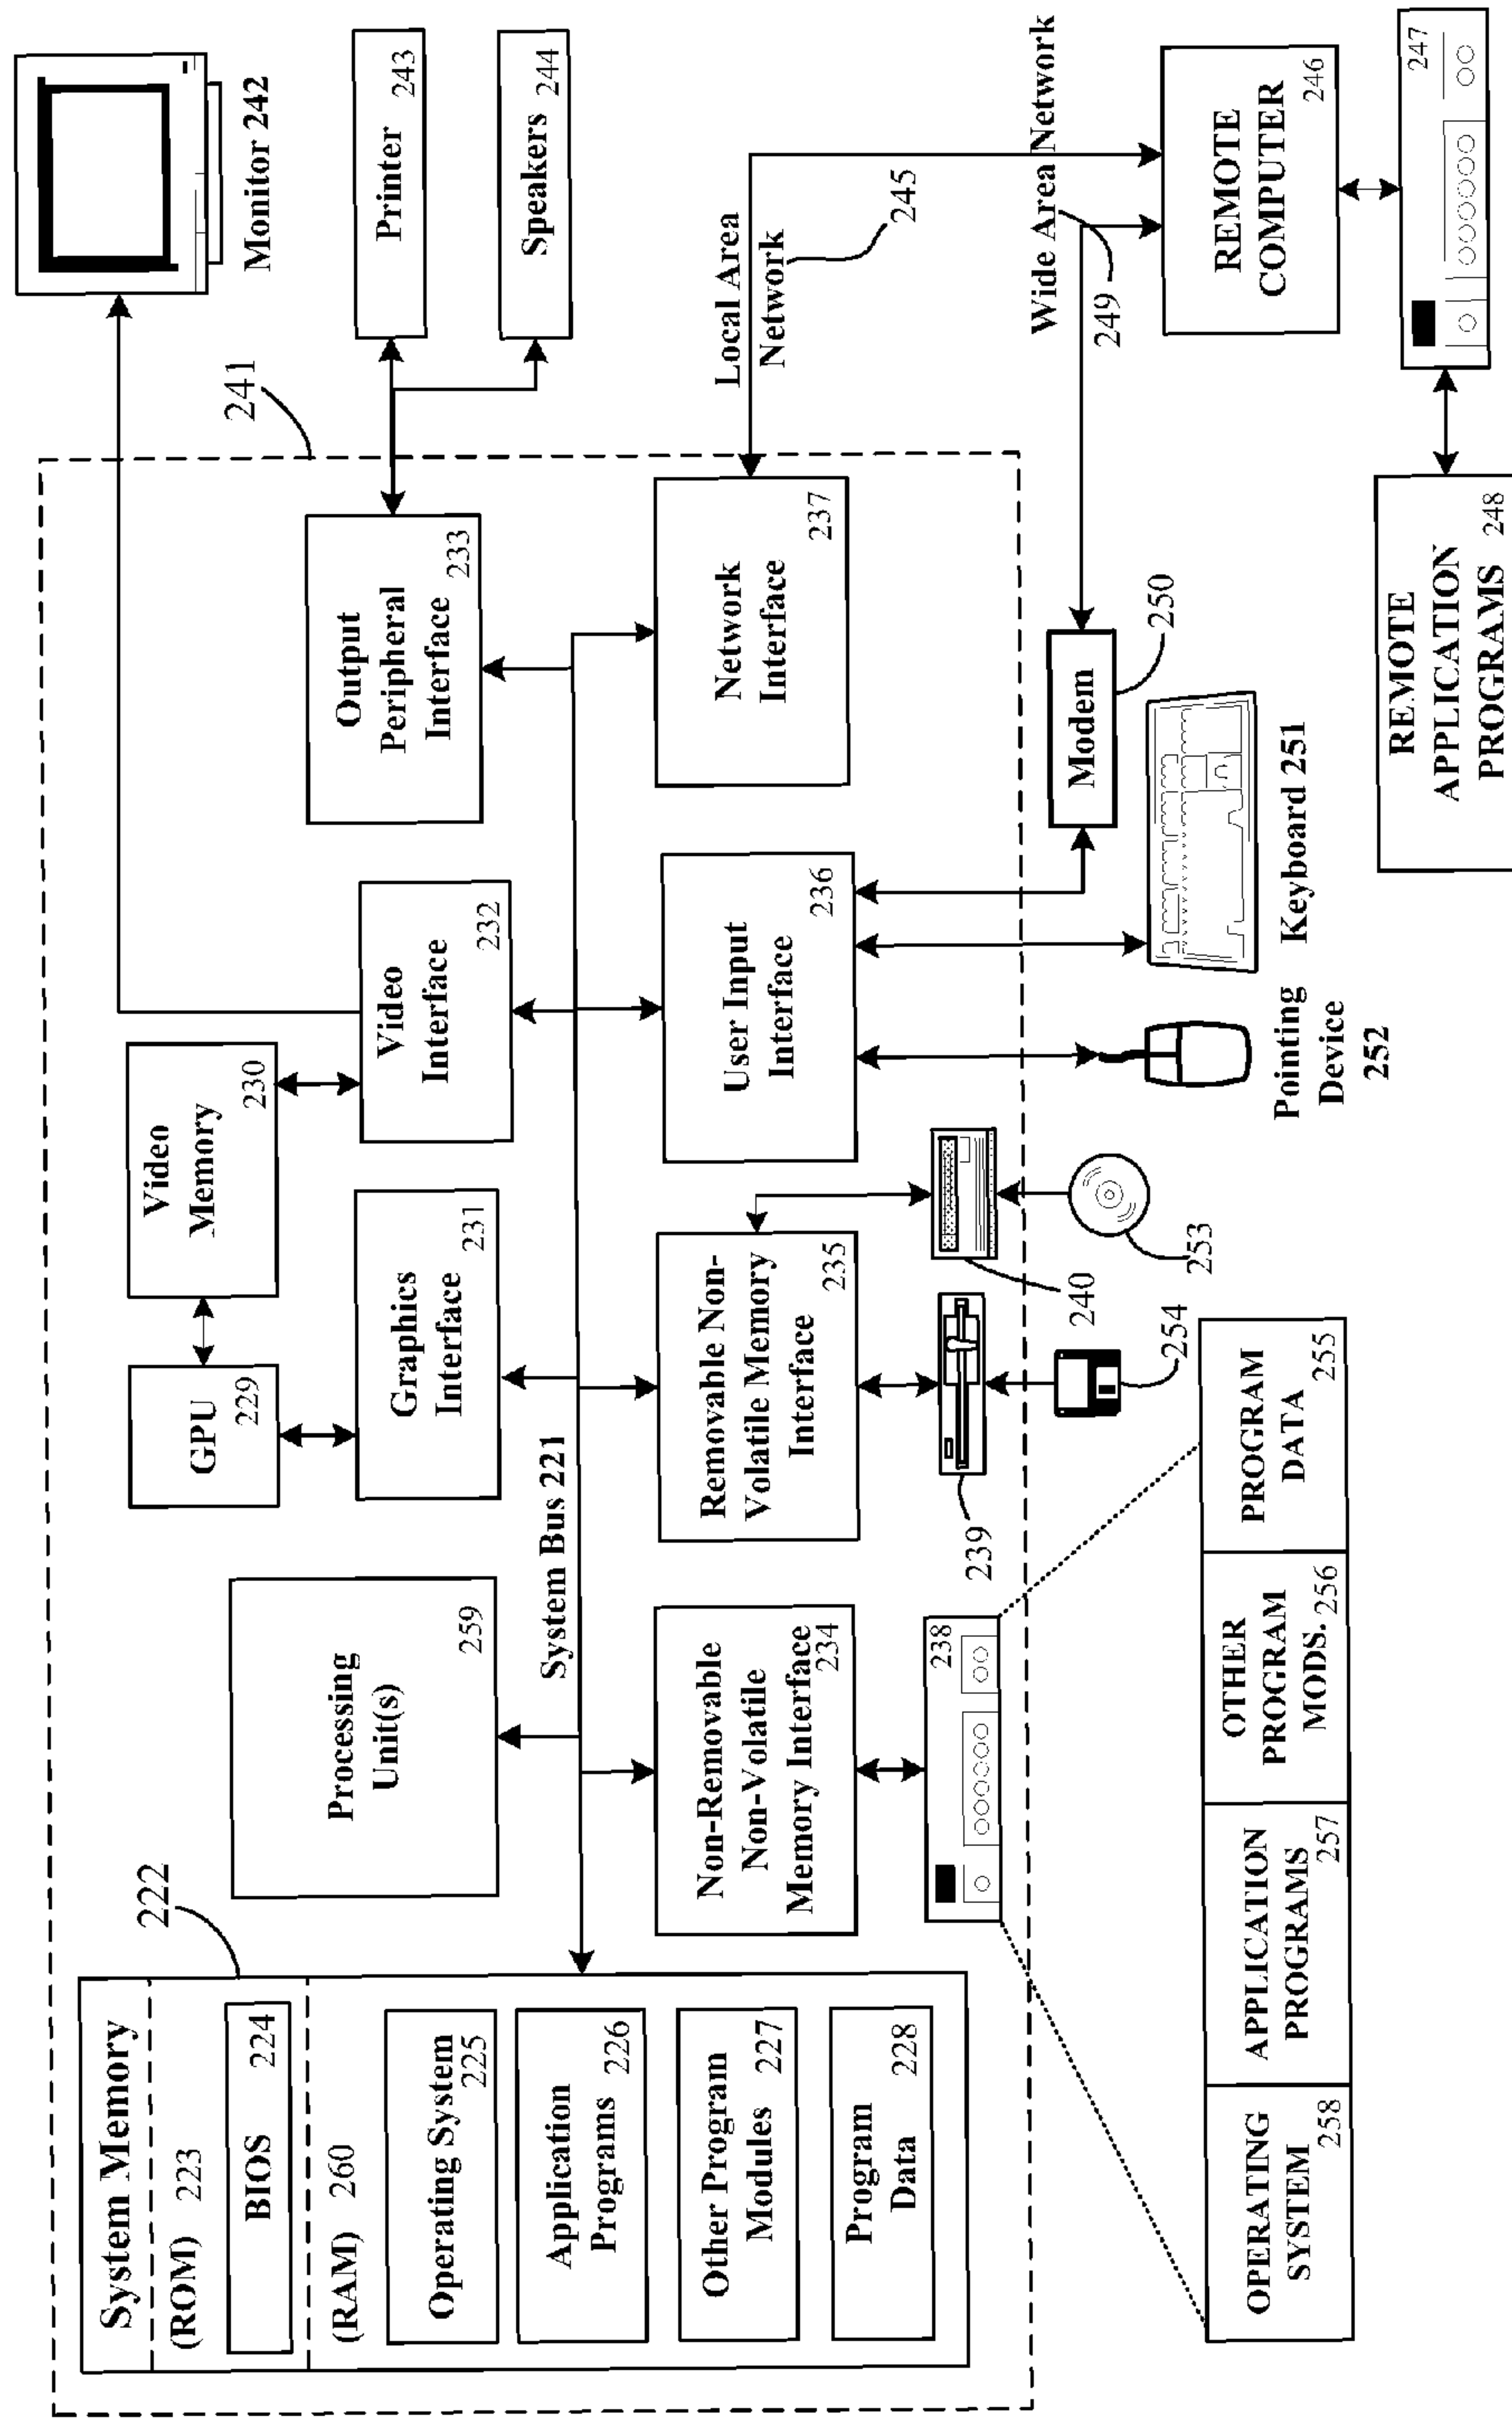 System Memory
(ROM) 223
BIOS 224
(RAM) 260
Operating System
225
Application
Programs 226
Other Program
Modules 227
Program
Data 228
222
Processing
Unit(s)
259
System Bus 221
GPU
229
Video
Memory
230
Graphics
Interface
231
Video
Interface
232
Output
Peripheral
Interface
233
241
Monitor 242
Printer
243
Speakers
244
Non-Removable
Non-Volatile
Memory Interface
234
Removable Non-
Volatile Memory
Interface
235
User Input
Interface
236
Network
Interface
237
Local Area
Network
245
238
239
240
254
253
Pointing
Device
252
Keyboard 251
Modem
250
Wide Area Network
249
REMOTE
COMPUTER
246
247
REMOTE
APPLICATION
PROGRAMS 248
OPERATING
SYSTEM
258
APPLICATION
PROGRAMS
257
OTHER
PROGRAM
MODS. 256
PROGRAM
DATA
255